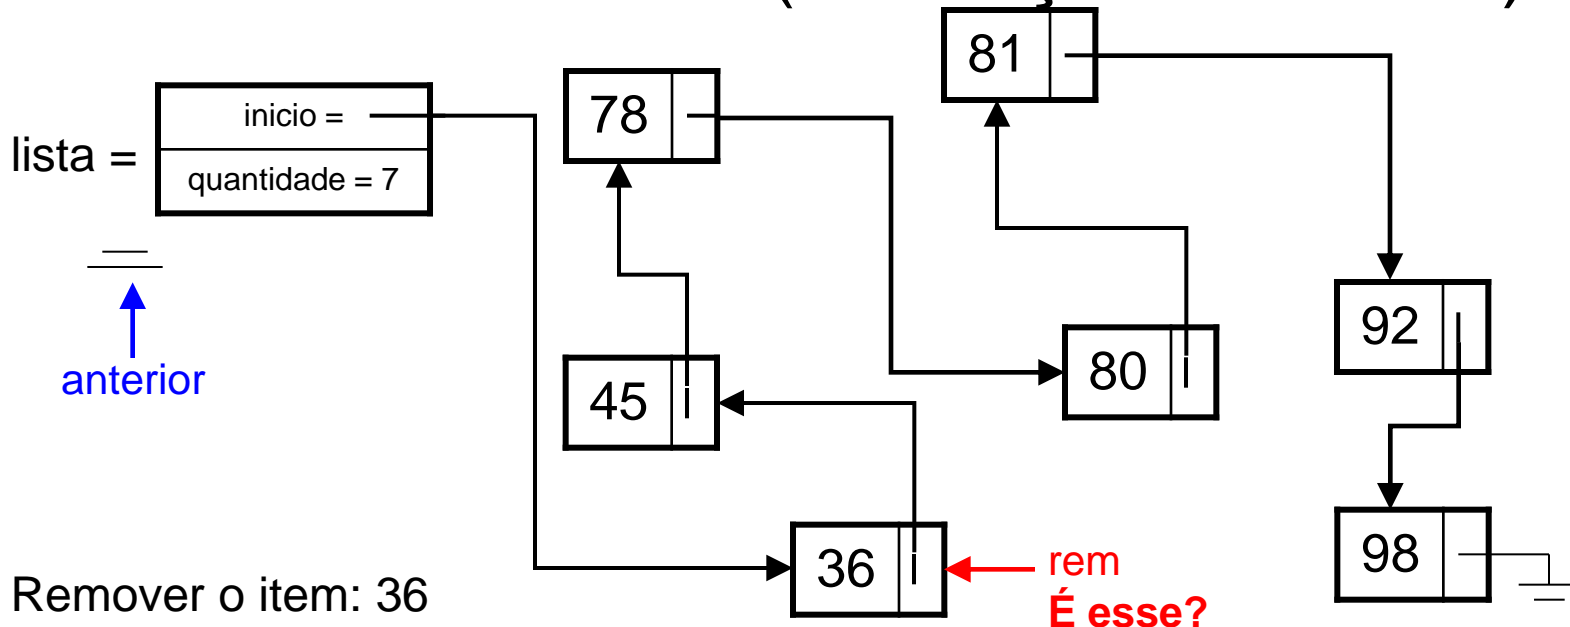 81
78
inicio =
lista =
quantidade = 7
92
80
anterior
45
98
36
rem
É esse?
Remover o item: 36